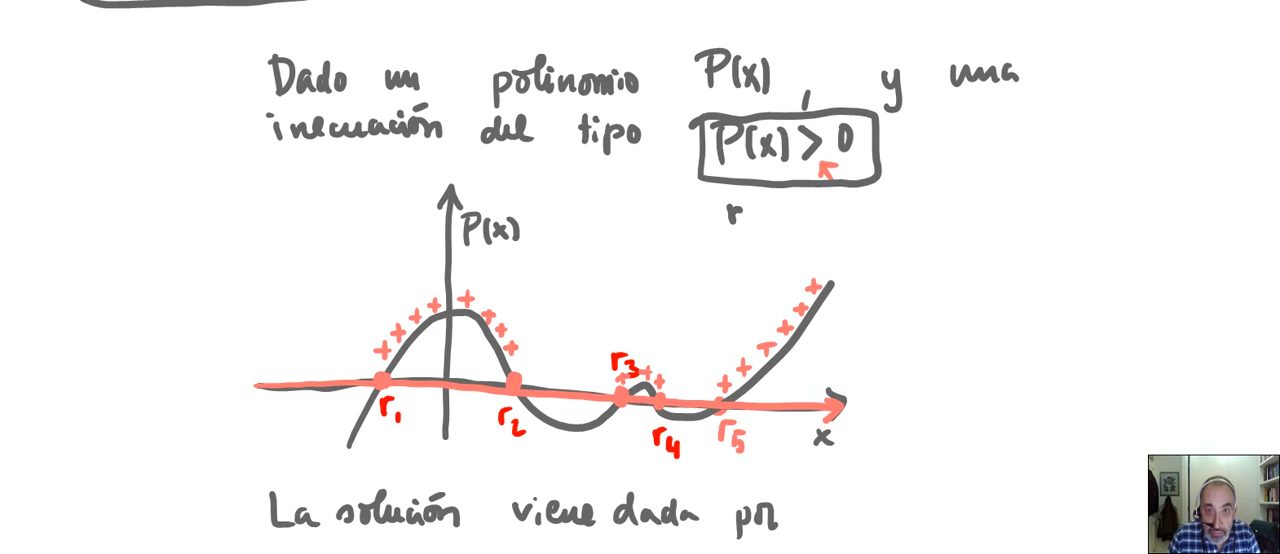 Dado un polinomio P(x), y una
inecuación del tipo P(x) > 0
r
P(x)
+ + + + + + + +
+ + + + + +
r3
r1 r2 r4 r5
x
La solución viene dada por